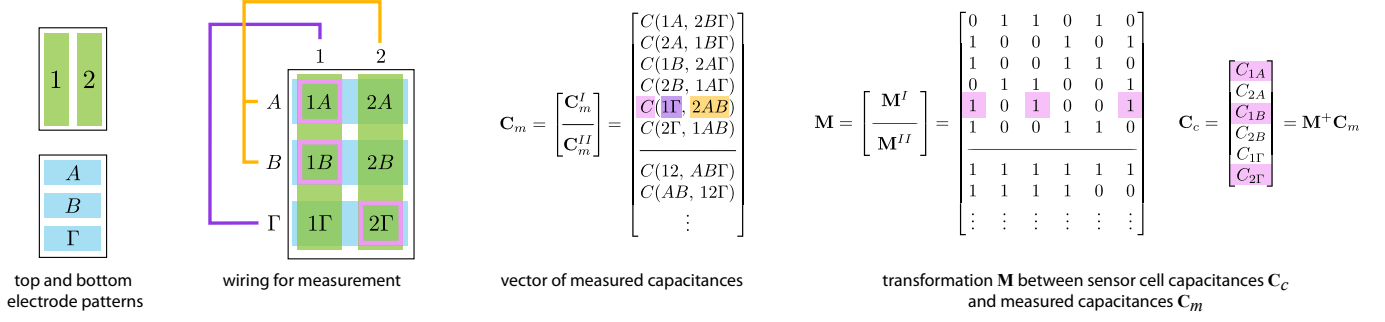 1 2
A
B
Γ
top and bottom
electrode patterns
1 2
A 1A 2A
B 1B 2B
Γ 1Γ 2Γ
wiring for measurement
C(1A, 2BΓ)
C(2A, 1BΓ)
C(1B, 2AΓ)
C(2B, 1AΓ)
C(1Γ, 2AB)
C(2Γ, 1AB)
C(12, ABΓ)
C(AB, 12Γ)
⋮
C_m = [C_m^I / C_m^II] =
vector of measured capacitances
M = [M^I / M^II] =
0 1 1 0 1 0
1 0 0 1 0 1
1 0 0 1 1 0
0 1 1 0 0 1
1 0 1 0 0 1
0 1 0 1 1 0
1 1 1 1 1 1
1 1 1 1 0 0
⋮ ⋮ ⋮ ⋮ ⋮ ⋮
C_c =
C_1A
C_2A
C_1B
C_2B
C_1Γ
C_2Γ
= M^+ C_m
transformation M between sensor cell capacitances C_c
and measured capacitances C_m